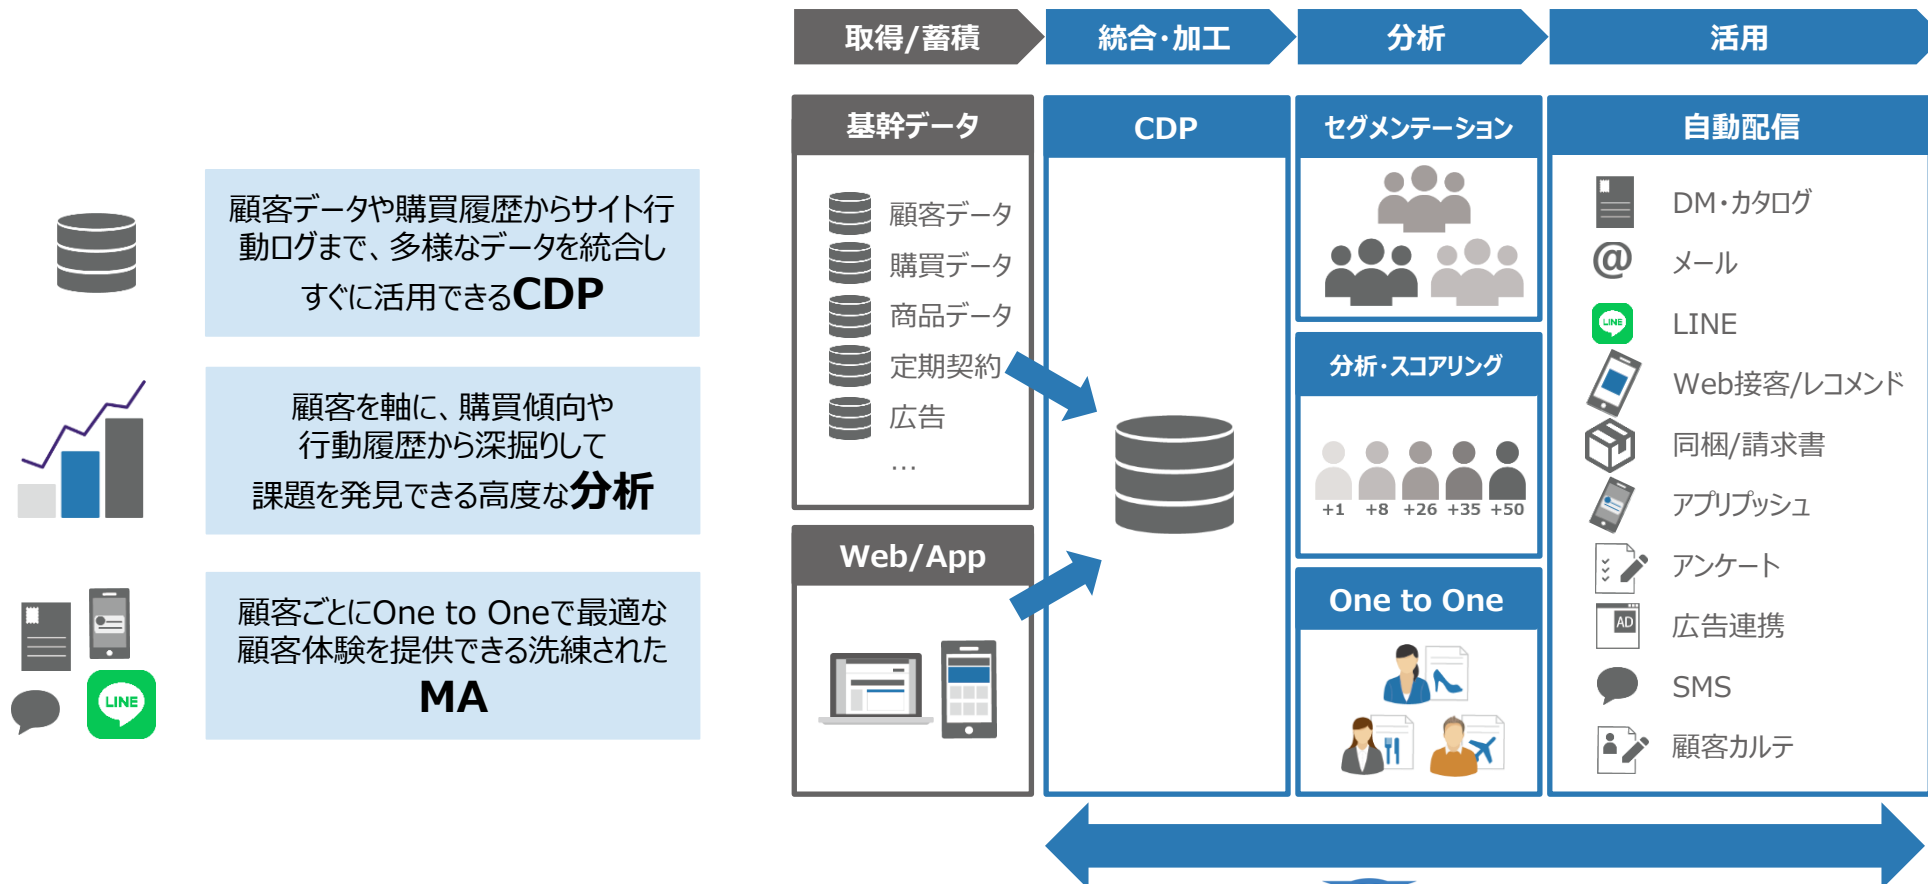 顧客データや購買履歴からサイト行
動ログまで、多様なデータを統合し
すぐに活用できるCDP
顧客を軸に、購買傾向や
行動履歴から深掘りして
課題を発見できる高度な分析
LINE
顧客ごとにOne to Oneで最適な
顧客体験を提供できる洗練された
MA
取得/蓄積
統合・加工
分析
活用
基幹データ
顧客データ
購買データ
商品データ
定期契約
広告
…
Web/App
CDP
セグメンテーション
分析・スコアリング
+1 +8 +26 +35 +50
One to One
自動配信
DM・カタログ
@ メール
LINE LINE
Web接客/レコメンド
同梱/請求書
アプリプッシュ
アンケート
AD 広告連携
SMS
顧客カルテ